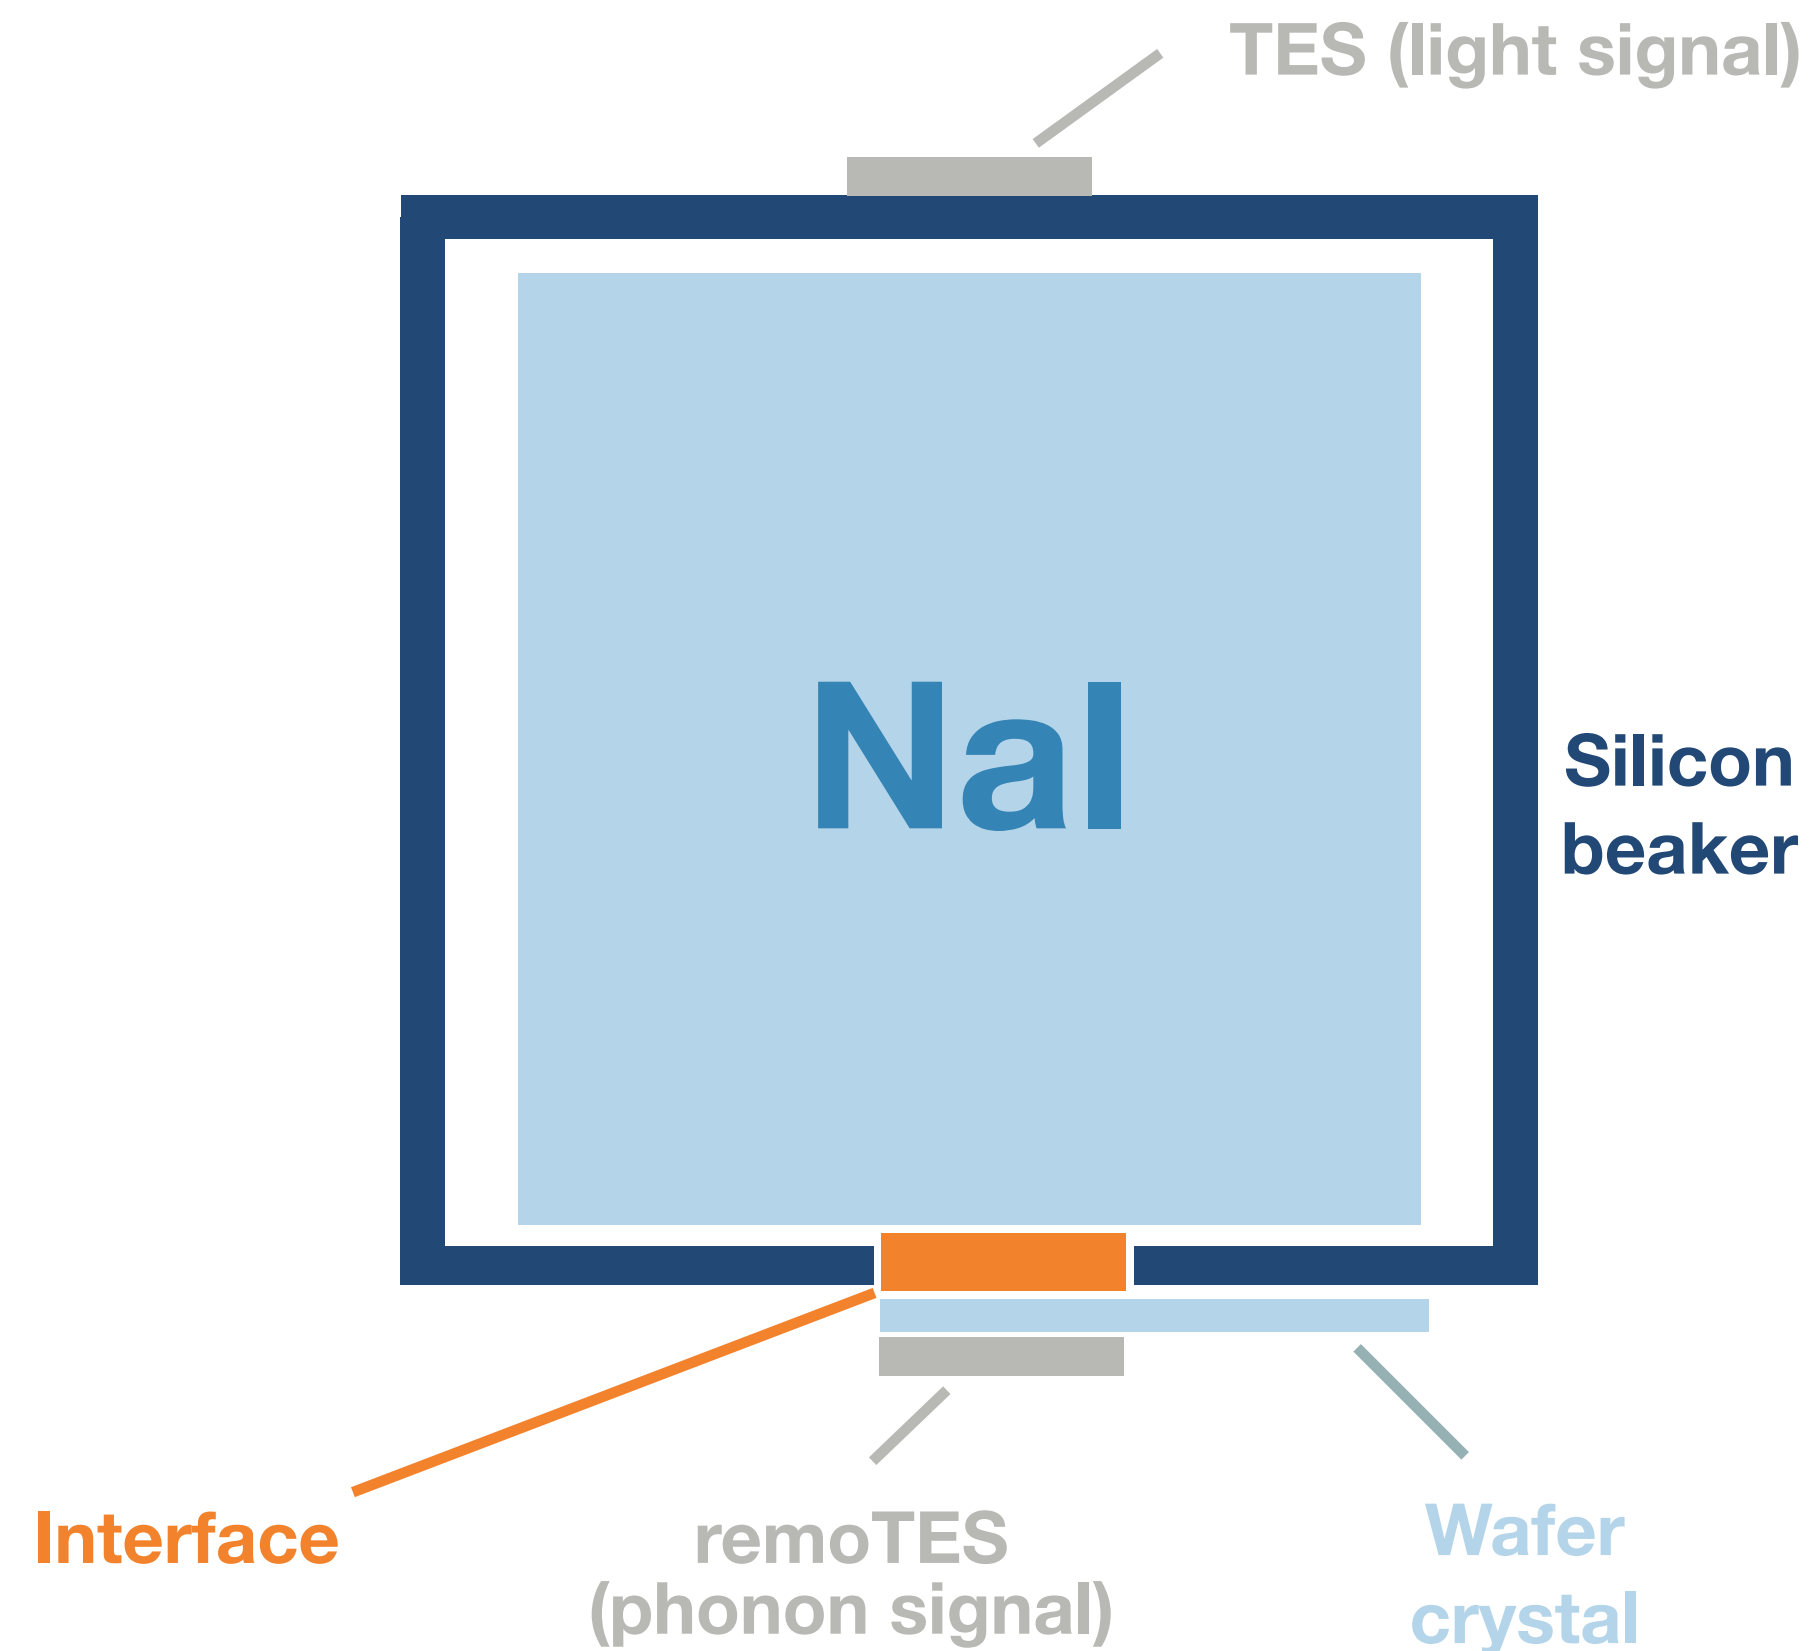 TES (light signal)
NaI
Silicon
beaker
Interface
remoTES
(phonon signal)
Wafer
crystal